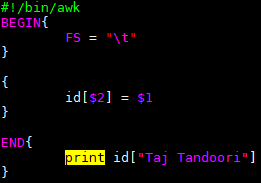 #!/bin/awk
BEGIN{
FS = "\t"
}
{
id[$2] = $1
}
END{
print id["Taj Tandoori"]
}